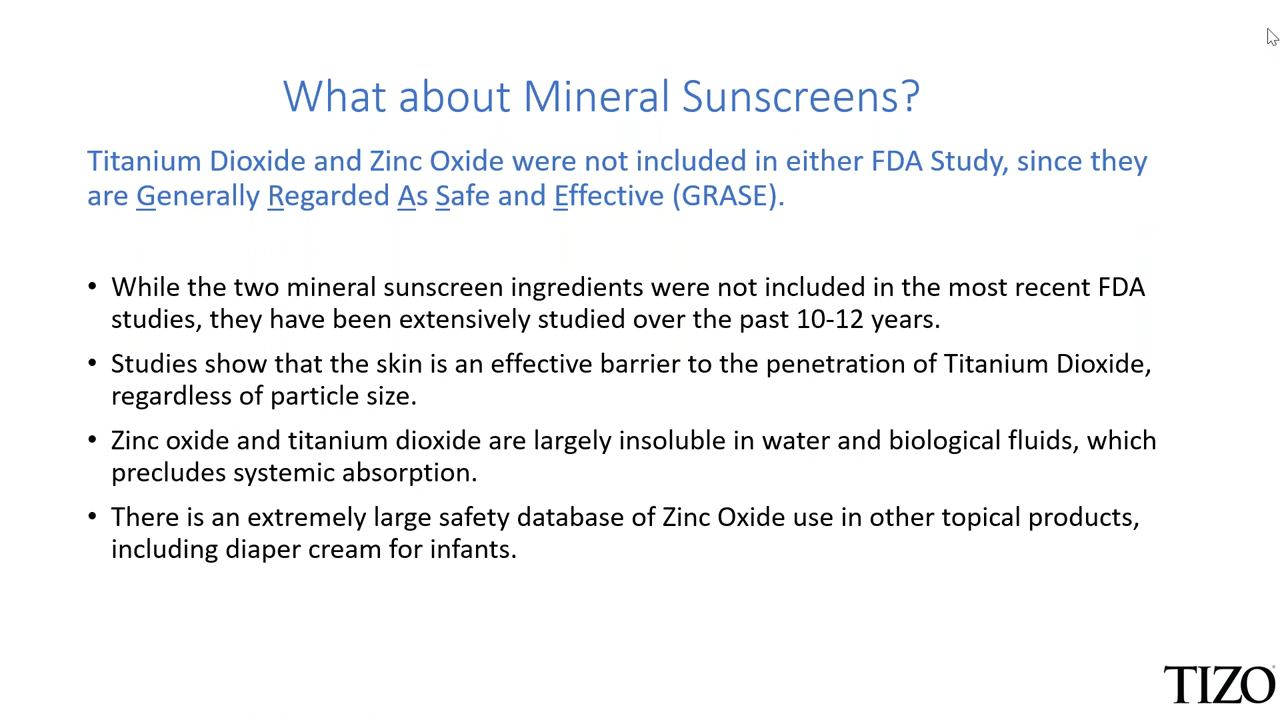 What about Mineral Sunscreens?
Titanium Dioxide and Zinc Oxide were not included in either FDA Study, since they
are Generally Regarded As Safe and Effective (GRASE).
• While the two mineral sunscreen ingredients were not included in the most recent FDA
studies, they have been extensively studied over the past 10-12 years.
• Studies show that the skin is an effective barrier to the penetration of Titanium Dioxide,
regardless of particle size.
• Zinc oxide and titanium dioxide are largely insoluble in water and biological fluids, which
precludes systemic absorption.
• There is an extremely large safety database of Zinc Oxide use in other topical products,
including diaper cream for infants.
TIZO